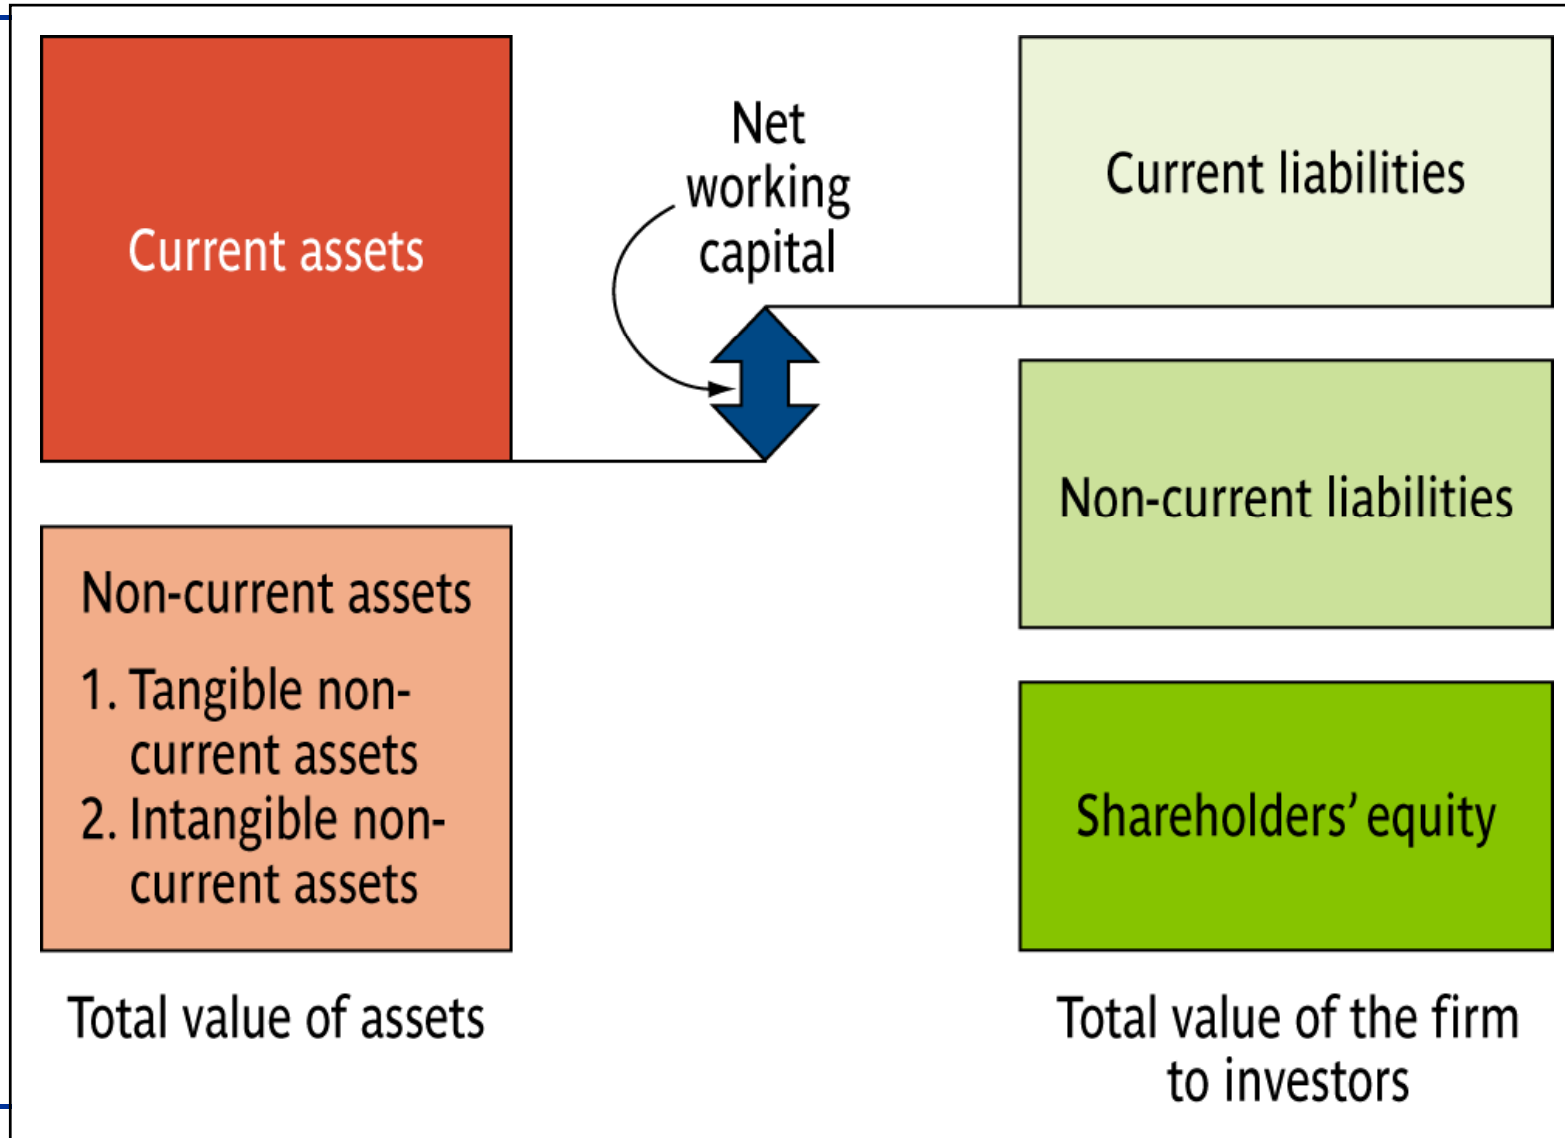 Current assets
Net
working
capital
Current liabilities
Non-current liabilities
Non-current assets
1. Tangible non-
current assets
2. Intangible non-
current assets
Shareholders’ equity
Total value of assets
Total value of the firm
to investors